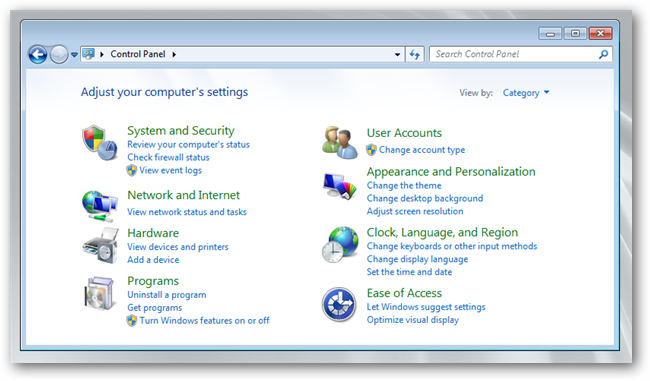 Control Panel
Search Control Panel
Adjust your computer's settings
View by: Category
System and Security
Review your computer's status
Check firewall status
View event logs
Network and Internet
View network status and tasks
Hardware
View devices and printers
Add a device
Programs
Uninstall a program
Get programs
Turn Windows features on or off
User Accounts
Change account type
Appearance and Personalization
Change the theme
Change desktop background
Adjust screen resolution
Clock, Language, and Region
Change keyboards or other input methods
Change display language
Set the time and date
Ease of Access
Let Windows suggest settings
Optimize visual display